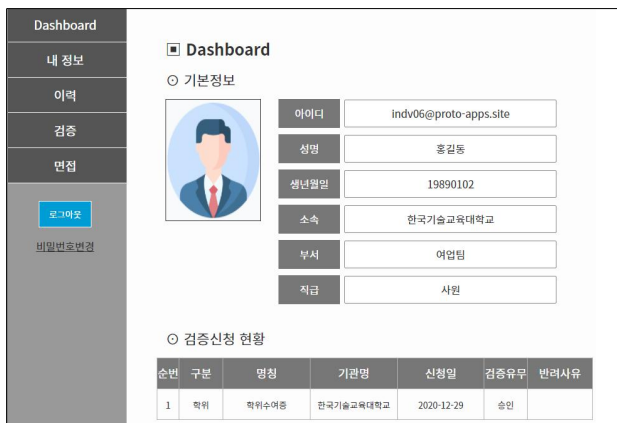 Dashboard
내 정보
이력
검증
면접
로그아웃
비밀번호변경
▣ Dashboard
⊙ 기본정보
아이디 indv06@proto-apps.site
성명 홍길동
생년월일 19890102
소속 한국기술교육대학교
부서 여업팀
직급 사원
⊙ 검증신청 현황
순번 구분 명칭 기관명 신청일 검증유무 반려사유
1 학위 학위수여증 한국기술교육대학교 2020-12-29 승인